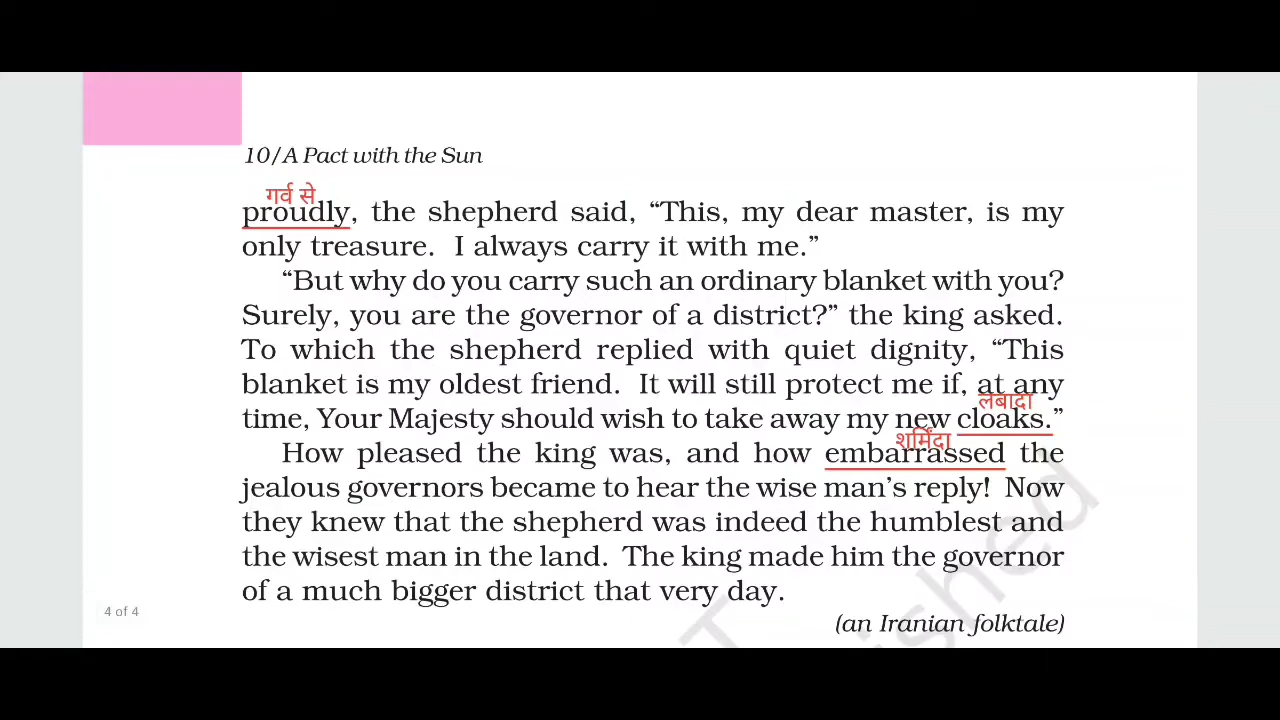 10/A Pact with the Sun
गर्व से
proudly, the shepherd said, “This, my dear master, is my
only treasure. I always carry it with me.”
“But why do you carry such an ordinary blanket with you?
Surely, you are the governor of a district?” the king asked.
To which the shepherd replied with quiet dignity, “This
blanket is my oldest friend. It will still protect me if, at any
लबादा
time, Your Majesty should wish to take away my new cloaks.”
शर्मिंदा
How pleased the king was, and how embarrassed the
jealous governors became to hear the wise man’s reply! Now
they knew that the shepherd was indeed the humblest and
the wisest man in the land. The king made him the governor
of a much bigger district that very day.
4 of 4
(an Iranian folktale)